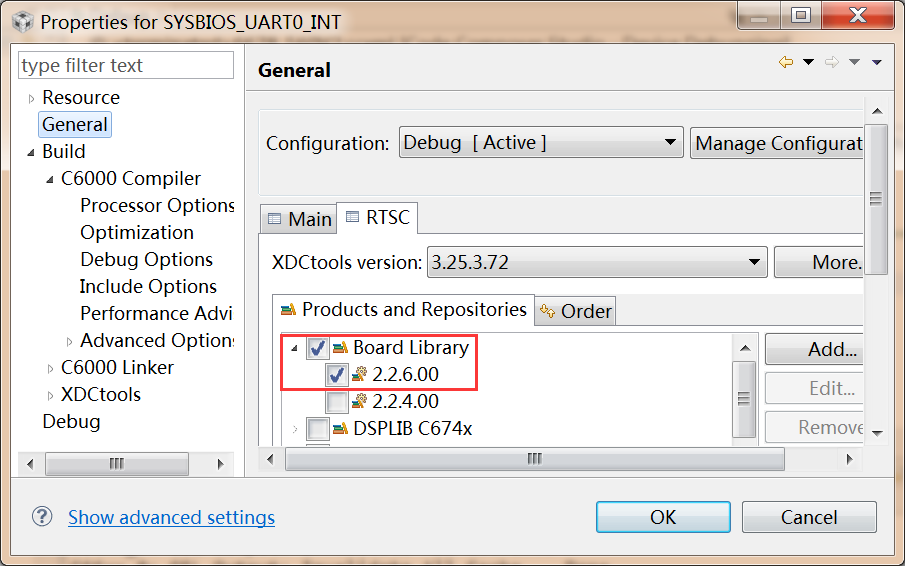 Properties for SYSBIOS_UART0_INT
type filter text
Resource
General
Build
C6000 Compiler
Processor Options
Optimization
Debug Options
Include Options
Performance Advi
Advanced Option
C6000 Linker
XDCtools
Debug
General
Configuration: Debug [ Active ] Manage Configurat
Main RTSC
XDCtools version: 3.25.3.72 More.
Products and Repositories Order
Board Library
2.2.6.00
2.2.4.00
DSPLIB C674x
Add...
Edit...
Remove
Show advanced settings
OK Cancel